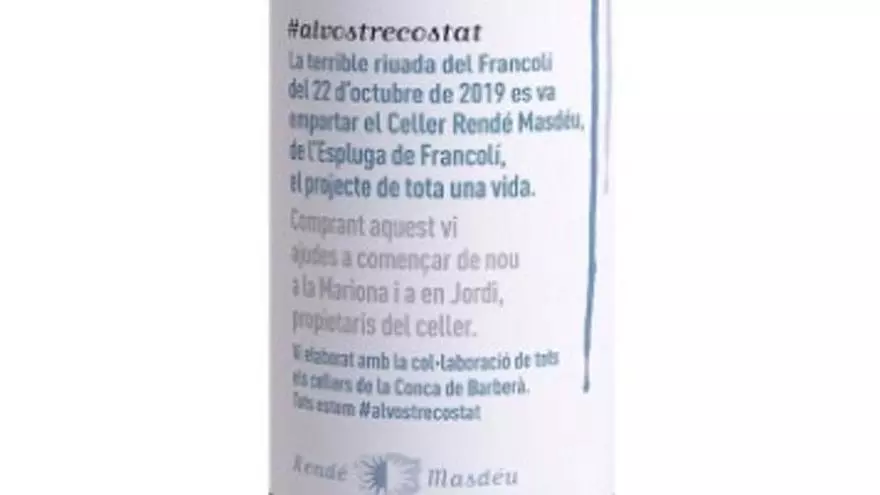 #alvostrecostat
La terrible riuada del Francolí
del 22 d'octubre de 2019 es va
emportar el Celler Rendé Masdéu,
de l'Espluga de Francolí,
el projecte de tota una vida.
Comprant aquest vi
ajudes a començar de nou
a la Mariona i a en Jordi,
propietaris del celler.
Vi elaborat amb la col·laboració de tots
els cellers de la Conca de Barberà.
Tots estem #alvostrecostat
Rendé Masdéu